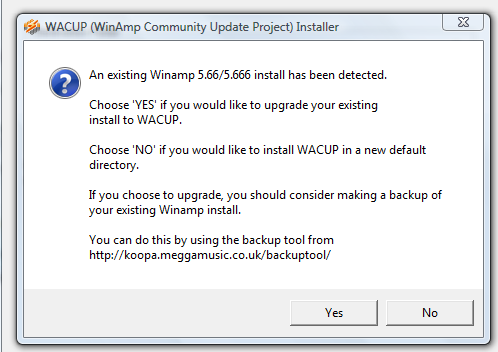 WACUP (WinAmp Community Update Project) Installer
An existing Winamp 5.66/5.666 install has been detected.
Choose 'YES' if you would like to upgrade your existing
install to WACUP.
Choose 'NO' if you would like to install WACUP in a new default
directory.
If you choose to upgrade, you should consider making a backup of
your existing Winamp install.
You can do this by using the backup tool from
http://koopa.meggamusic.co.uk/backuptool/
Yes
No